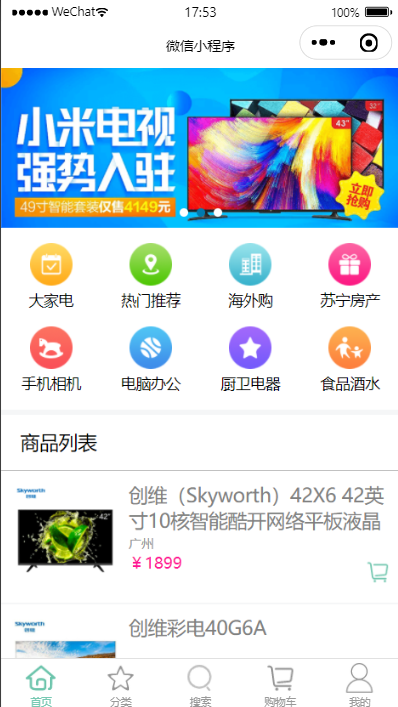 WeChat 17:53 100%
微信小程序
小米电视
强势入驻
49寸智能套装仅售4149元
43"
32"
立即
抢购
大家电 热门推荐 海外购 苏宁房产
手机相机 电脑办公 厨卫电器 食品酒水
商品列表
Skyworth
创维
42"
创维（Skyworth）42X6 42英
寸10核智能酷开网络平板液晶
广州
￥1899
Skyworth
创维
创维彩电40G6A
首页 分类 搜索 购物车 我的